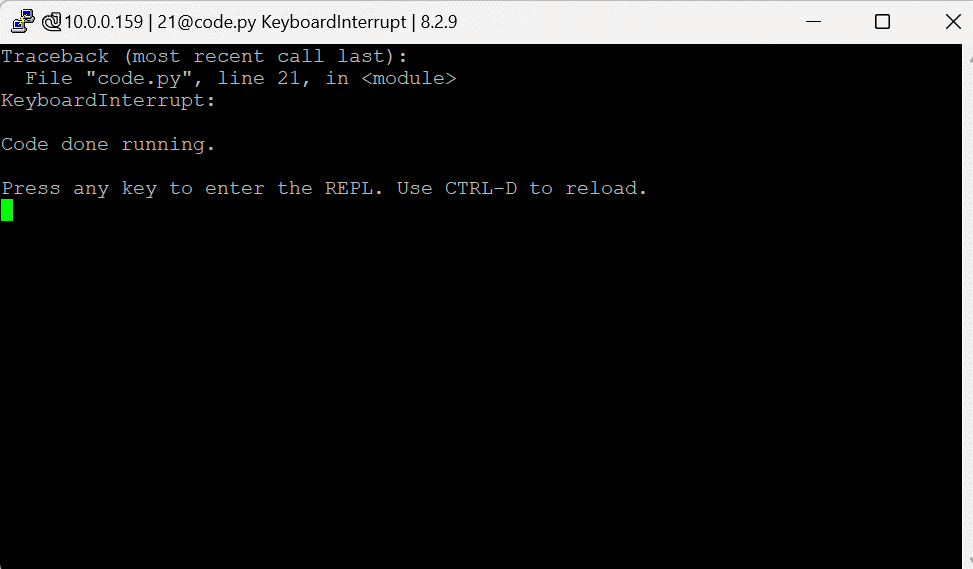 10.0.0.159 | 21@code.py KeyboardInterrupt | 8.2.9
Traceback (most recent call last):
  File "code.py", line 21, in <module>
KeyboardInterrupt:
Code done running.
Press any key to enter the REPL. Use CTRL-D to reload.